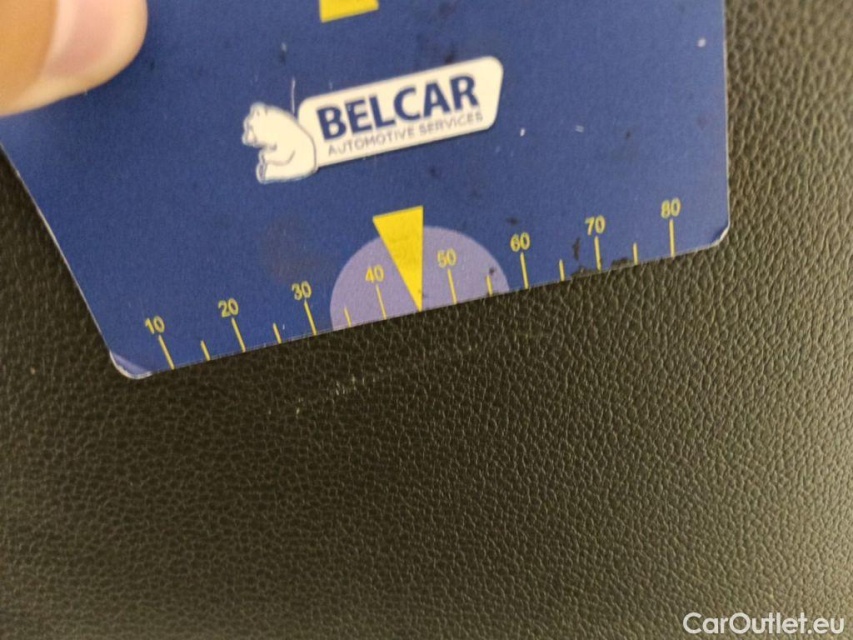 BELCAR
AUTOMOTIVE SERVICES
10 20 30 40 50 60 70 80
CarOutlet.eu